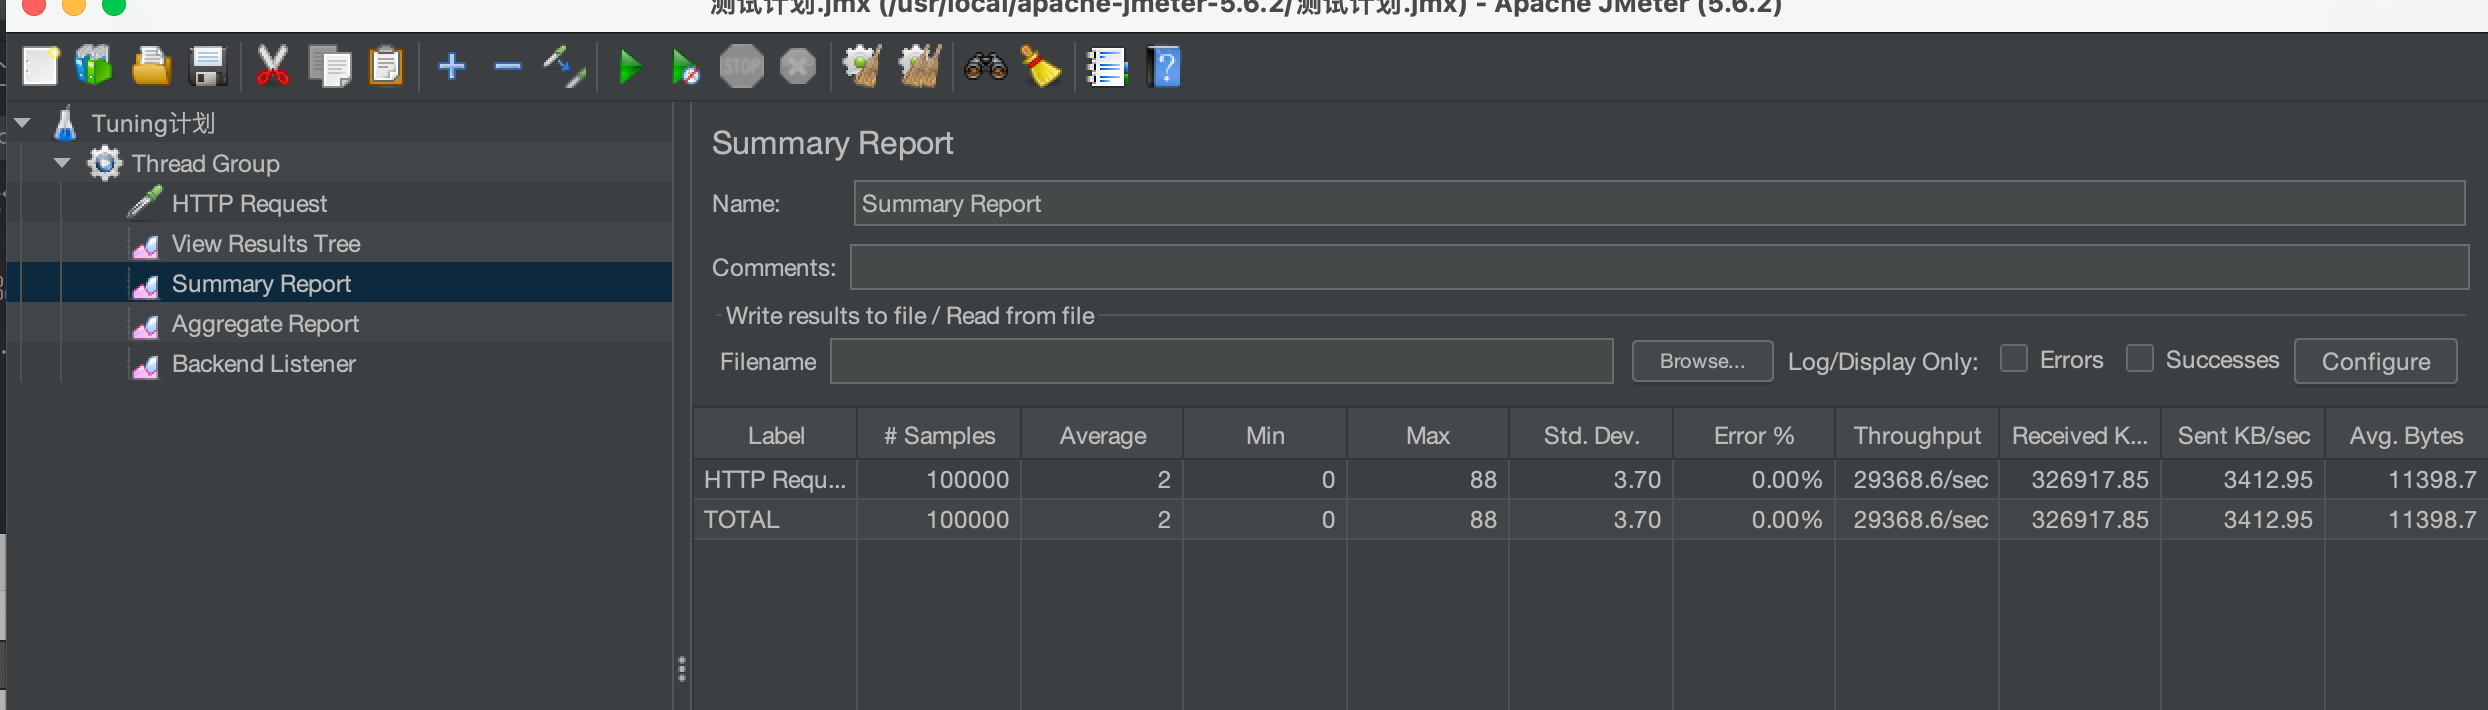 测试计划.jmx (/usr/local/apache-jmeter-5.6.2/测试计划.jmx) - Apache JMeter (5.6.2)
STOP
?
Tuning计划
Thread Group
HTTP Request
View Results Tree
Summary Report
Aggregate Report
Backend Listener
Summary Report
Name: Summary Report
Comments:
Write results to file / Read from file
Filename Browse... Log/Display Only: Errors Successes Configure
Label # Samples Average Min Max Std. Dev. Error % Throughput Received K... Sent KB/sec Avg. Bytes
HTTP Requ... 100000 2 0 88 3.70 0.00% 29368.6/sec 326917.85 3412.95 11398.7
TOTAL 100000 2 0 88 3.70 0.00% 29368.6/sec 326917.85 3412.95 11398.7